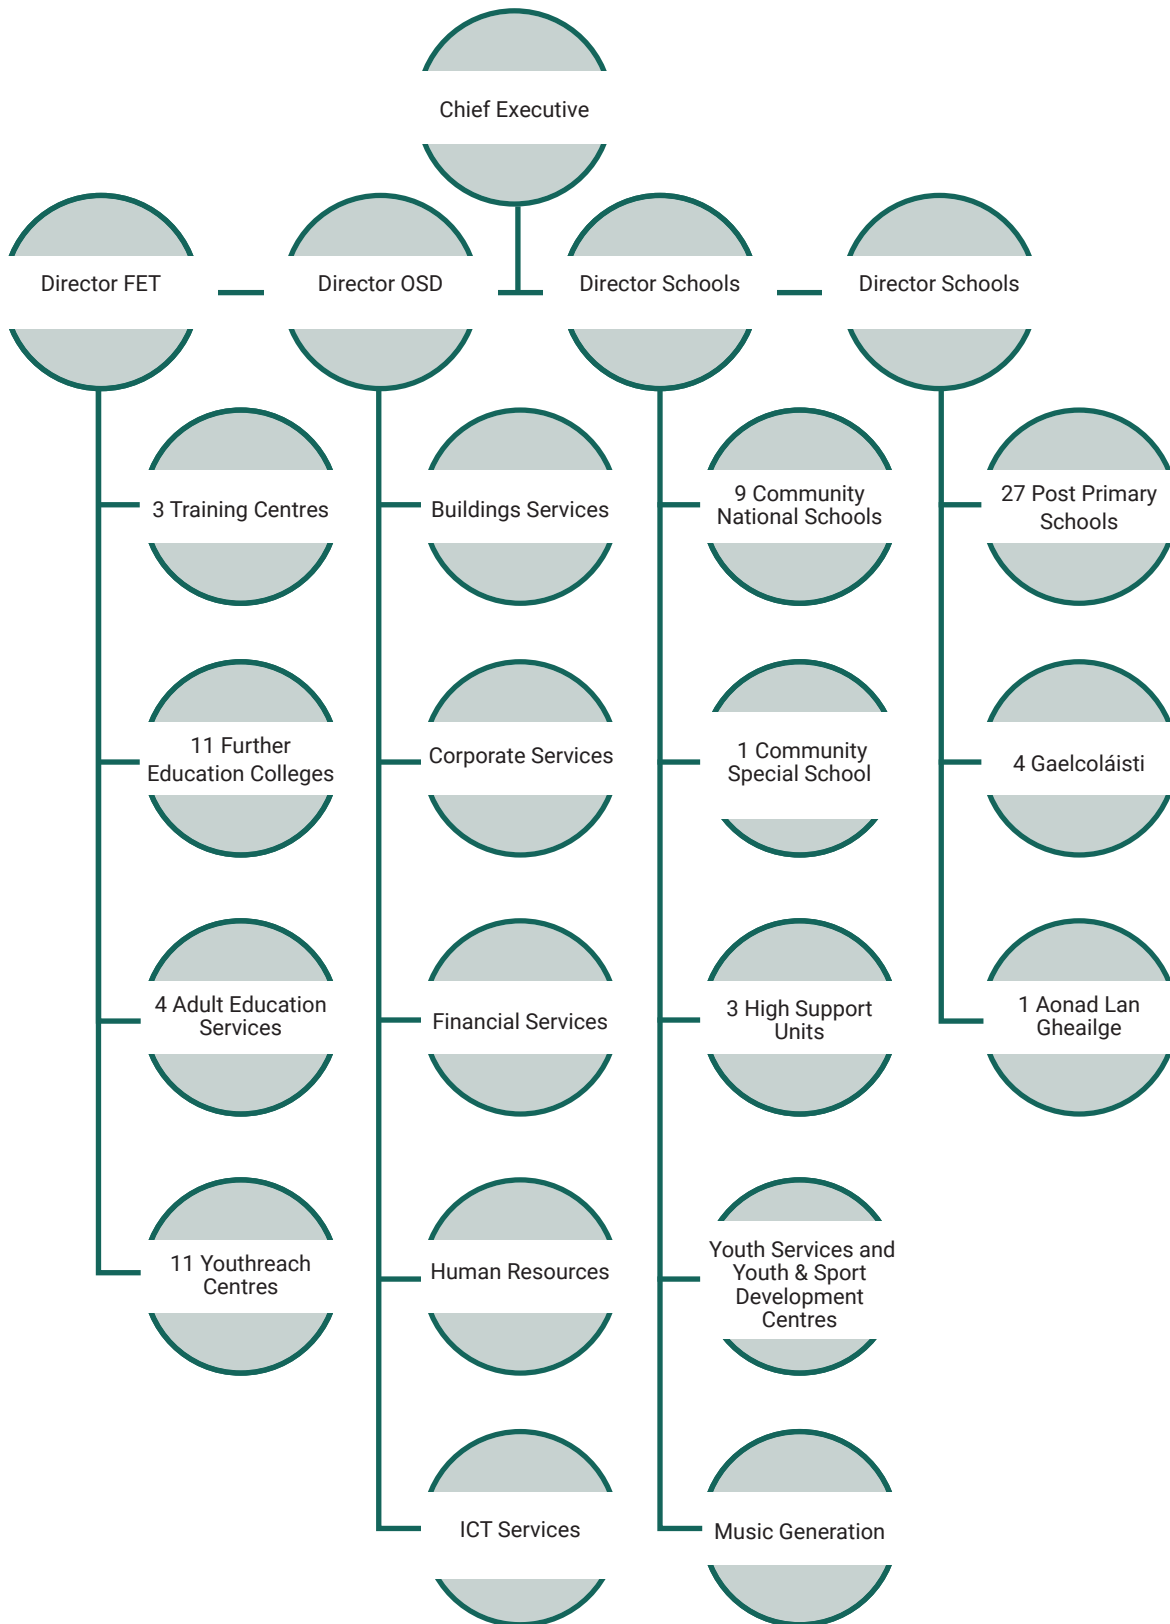 Chief Executive
Director FET
Director OSD
Director Schools
Director Schools
3 Training Centres
Buildings Services
9 Community
National Schools
27 Post Primary
Schools
11 Further
Education Colleges
Corporate Services
1 Community
Special School
4 Gaelcoláisti
4 Adult Education
Services
Financial Services
3 High Support
Units
1 Aonad Lan
Gheailge
11 Youthreach
Centres
Human Resources
Youth Services and
Youth & Sport
Development
Centres
ICT Services
Music Generation